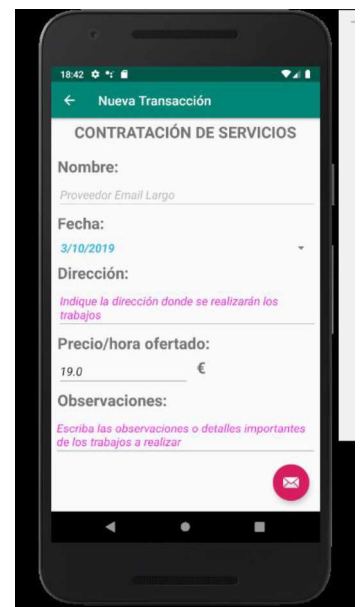 18:42
Nueva Transacción
CONTRATACIÓN DE SERVICIOS
Nombre:
Proveedor Email Largo
Fecha:
3/10/2019
Dirección:
Indique la dirección donde se realizarán los
trabajos
Precio/hora ofertado:
19.0 €
Observaciones:
Escriba las observaciones o detalles importantes
de los trabajos a realizar